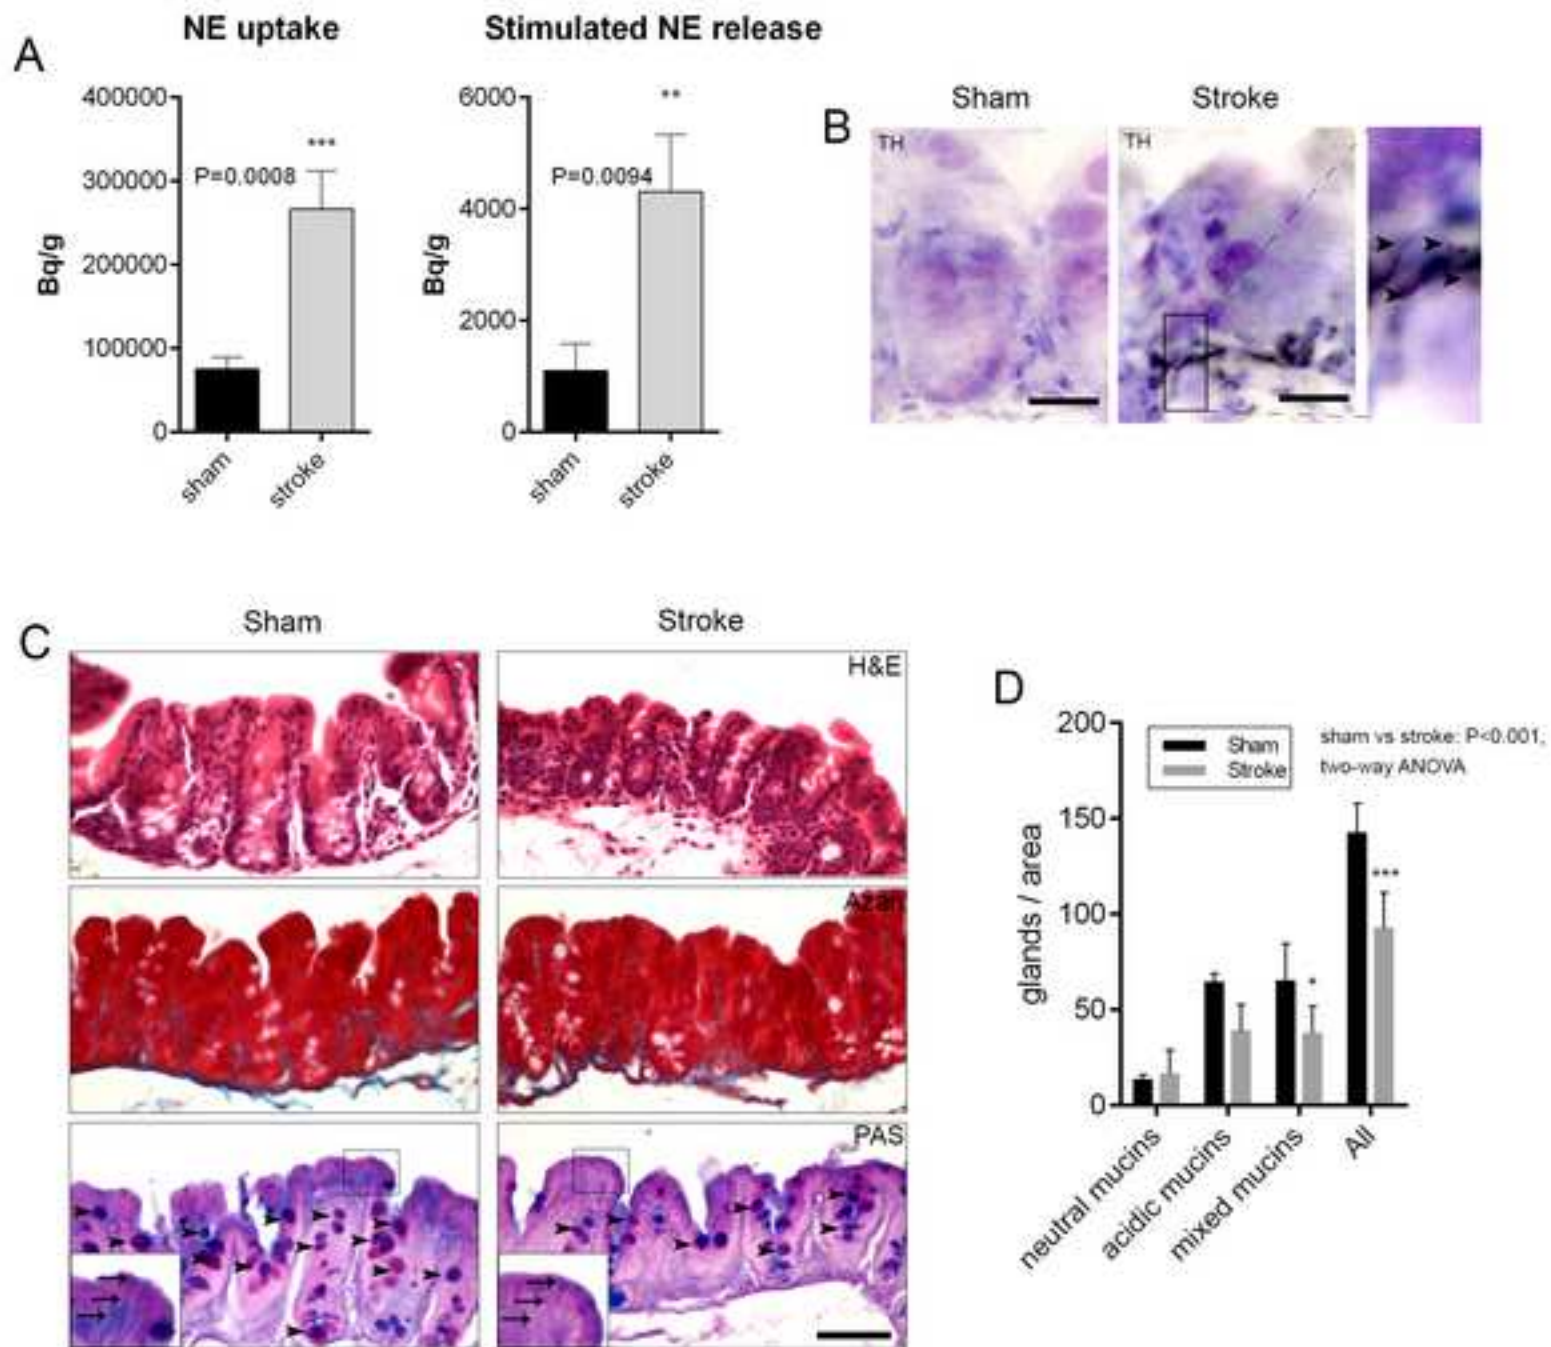 A
NE uptake
Stimulated NE release
400000
300000
200000
100000
0
Bq/g
P=0.0008
***
sham
stroke
6000
4000
2000
0
Bq/g
P=0.0094
**
sham
stroke
B
Sham
Stroke
TH
TH
C
Sham
Stroke
H&E
Azan
PAS
D
200
150
100
50
0
glands / area
Sham
Stroke
sham vs stroke: P<0.001,
two-way ANOVA
*
***
neutral mucins
acidic mucins
mixed mucins
All